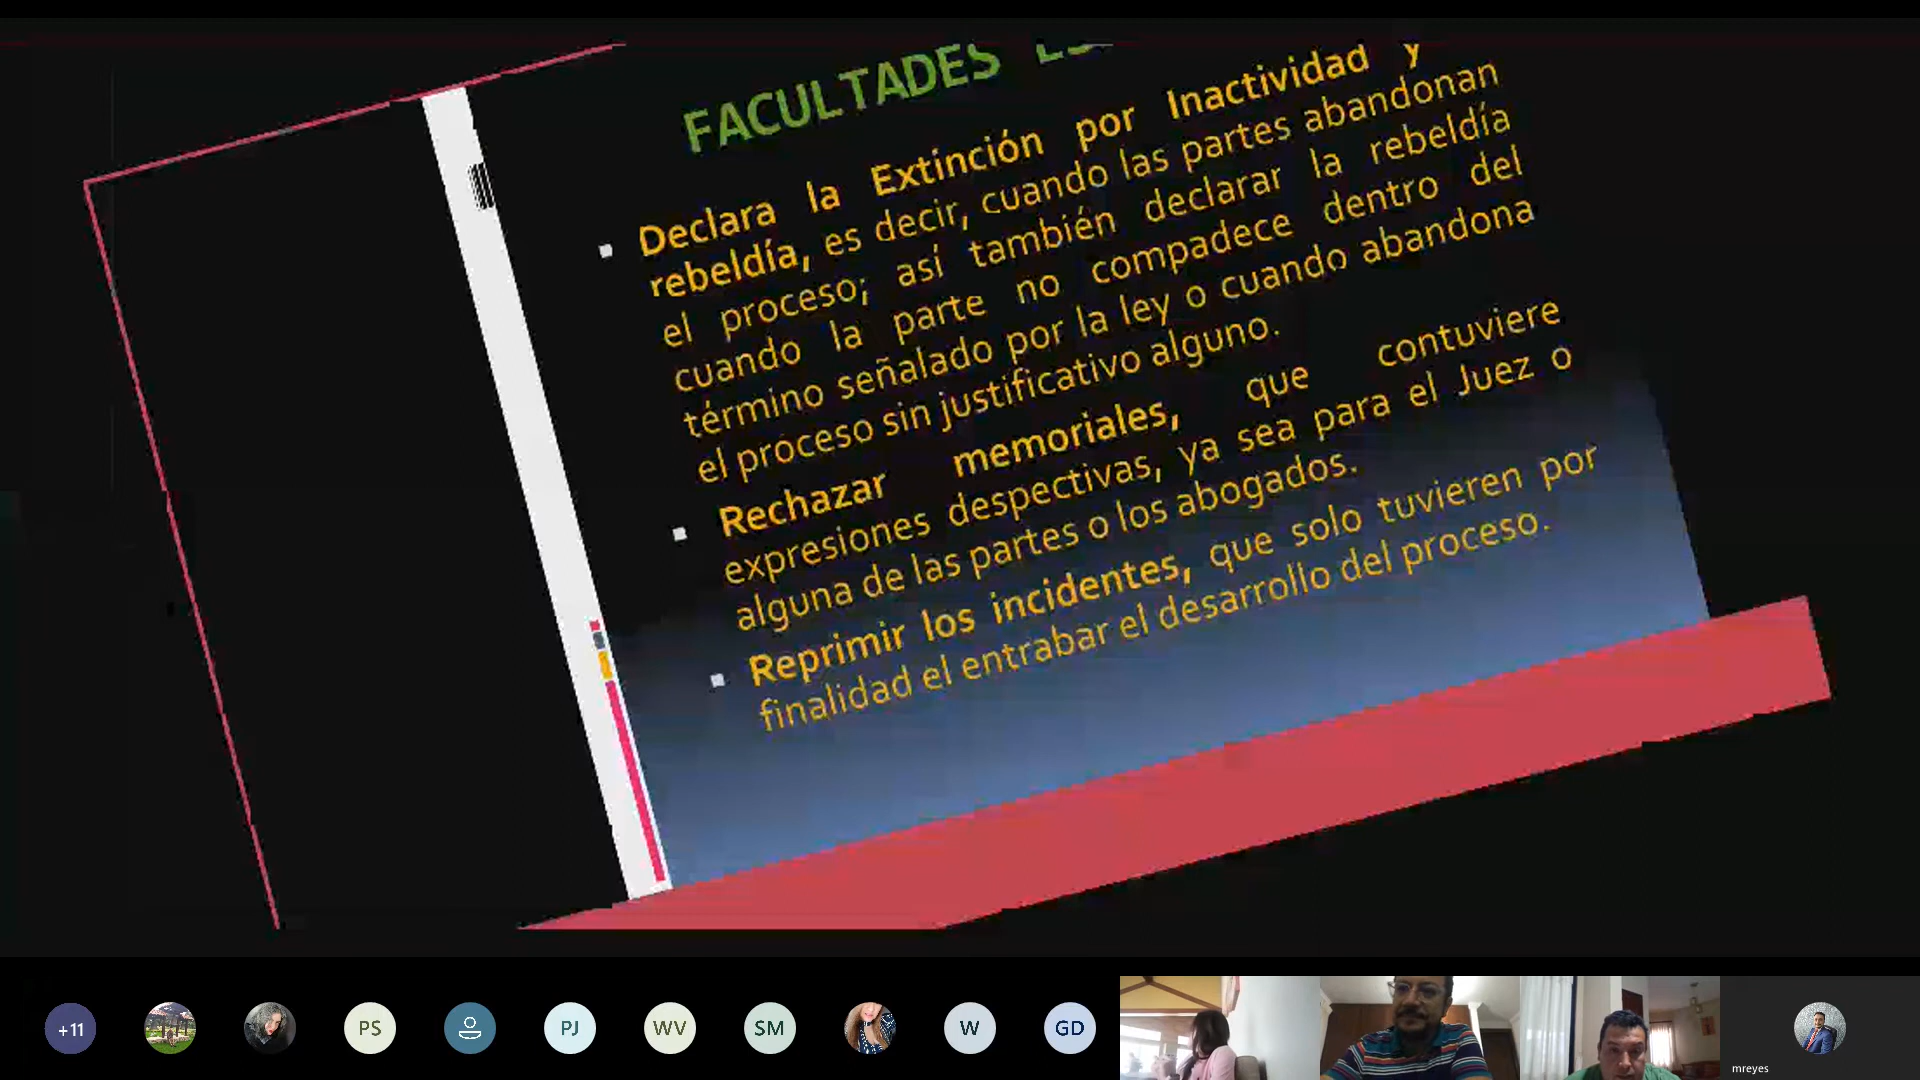 FACULTADES
Declara la Extinción por Inactividad y
rebeldía, es decir, cuando las partes abandonan
el proceso; así también declarar la rebeldía
cuando la parte no compadece dentro del
término señalado por la ley o cuando abandona
el proceso sin justificativo alguno.
Rechazar memoriales, que contuviere
expresiones despectivas, ya sea para el Juez o
alguna de las partes o los abogados.
Reprimir los incidentes, que solo tuvieren por
finalidad el entrabar el desarrollo del proceso.
+11
PS
PJ
WV
SM
W
GD
mreyes